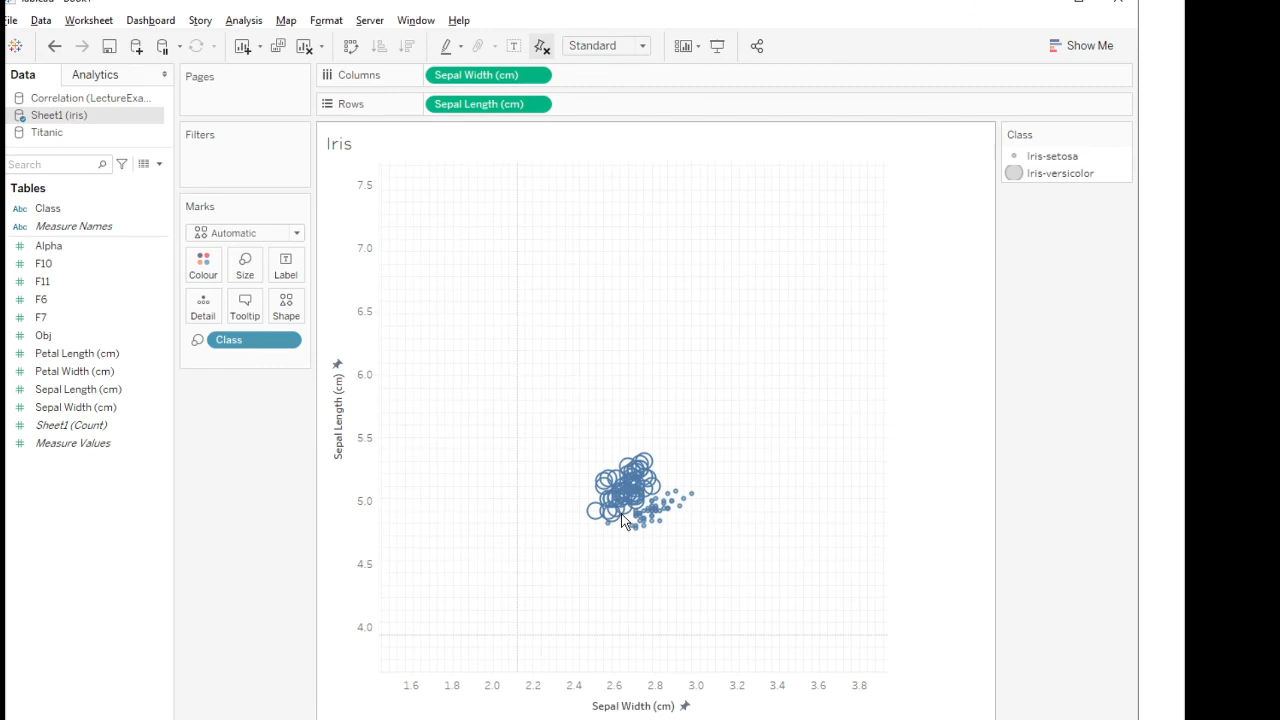 Tableau - Book1
File Data Worksheet Dashboard Story Analysis Map Format Server Window Help
Standard
Show Me
Data Analytics
Correlation (LectureExa...
Sheet1 (iris)
Titanic
Search
Tables
Class
Measure Names
Alpha
F10
F11
F6
F7
Obj
Petal Length (cm)
Petal Width (cm)
Sepal Length (cm)
Sepal Width (cm)
Sheet1 (Count)
Measure Values
Pages
Filters
Marks
Automatic
Colour Size Label
Detail Tooltip Shape
Class
Columns Sepal Width (cm)
Rows Sepal Length (cm)
Iris
7.5
7.0
6.5
6.0
5.5
5.0
4.5
4.0
Sepal Length (cm)
1.6 1.8 2.0 2.2 2.4 2.6 2.8 3.0 3.2 3.4 3.6 3.8
Sepal Width (cm)
Class
Iris-setosa
Iris-versicolor